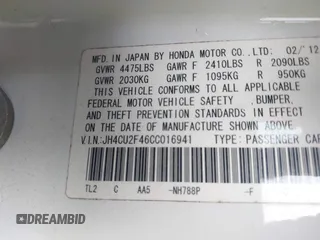 MFD. IN JAPAN BY HONDA MOTOR CO.,LTD: 02/'12
GVWR 4475LBS GAWR F 2410LBS R 2090LBS
GVWR 2030KG GAWR F 1095KG R 950KG
THIS VEHICLE CONFORMS TO ALL APPLICABLE
FEDERAL MOTOR VEHICLE SAFETY ,BUMPER,
AND THEFT PREVENTION STANDARDS IN EFFECT
ON THE DATE OF MANUFACTURE SHOWN ABOVE.
V.I.N.:JH4CU2F46CC016941 TYPE:PASSENGER CAR
TL2 C AA5 -NH788P -F
DREAMBID